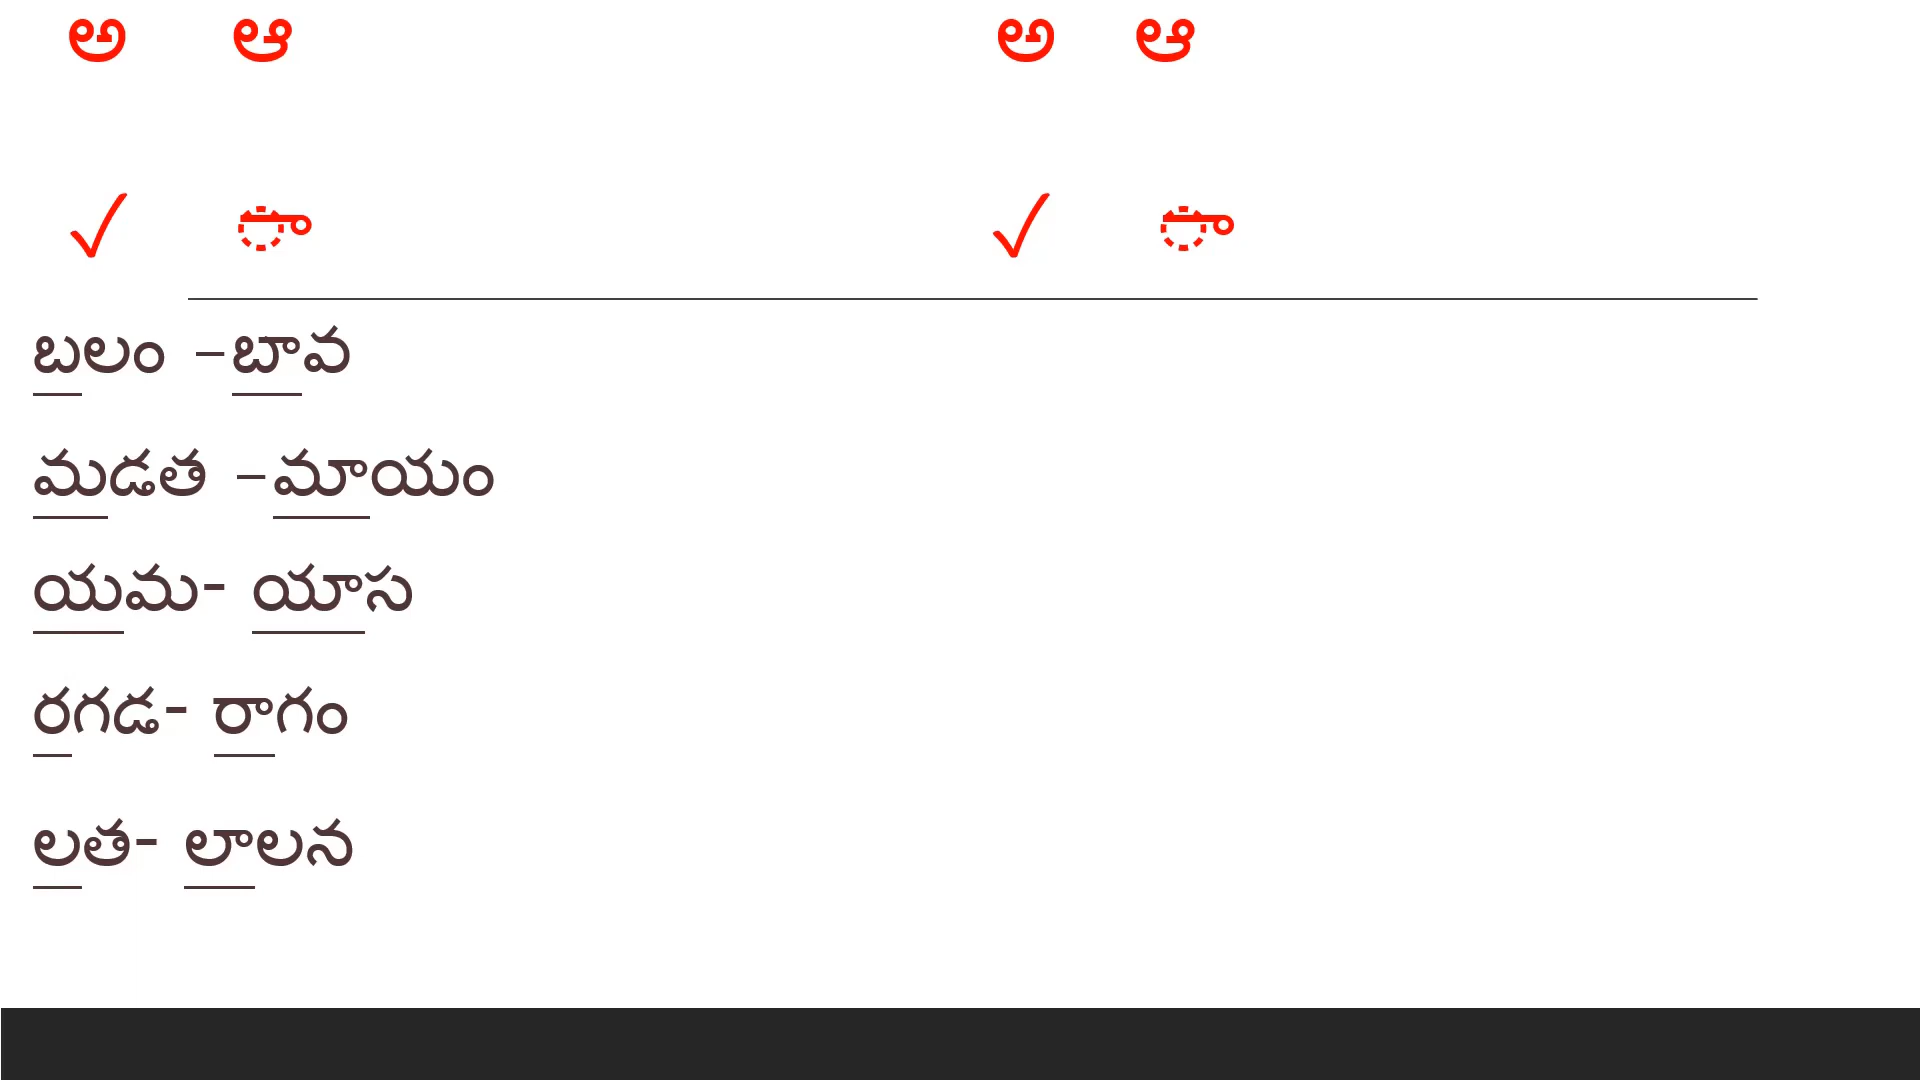 అ ఆ అ ఆ
✓ ా ✓ ా
బలం –బావ
మడత –మాయం
యమ- యాస
రగడ- రాగం
లత- లాలన